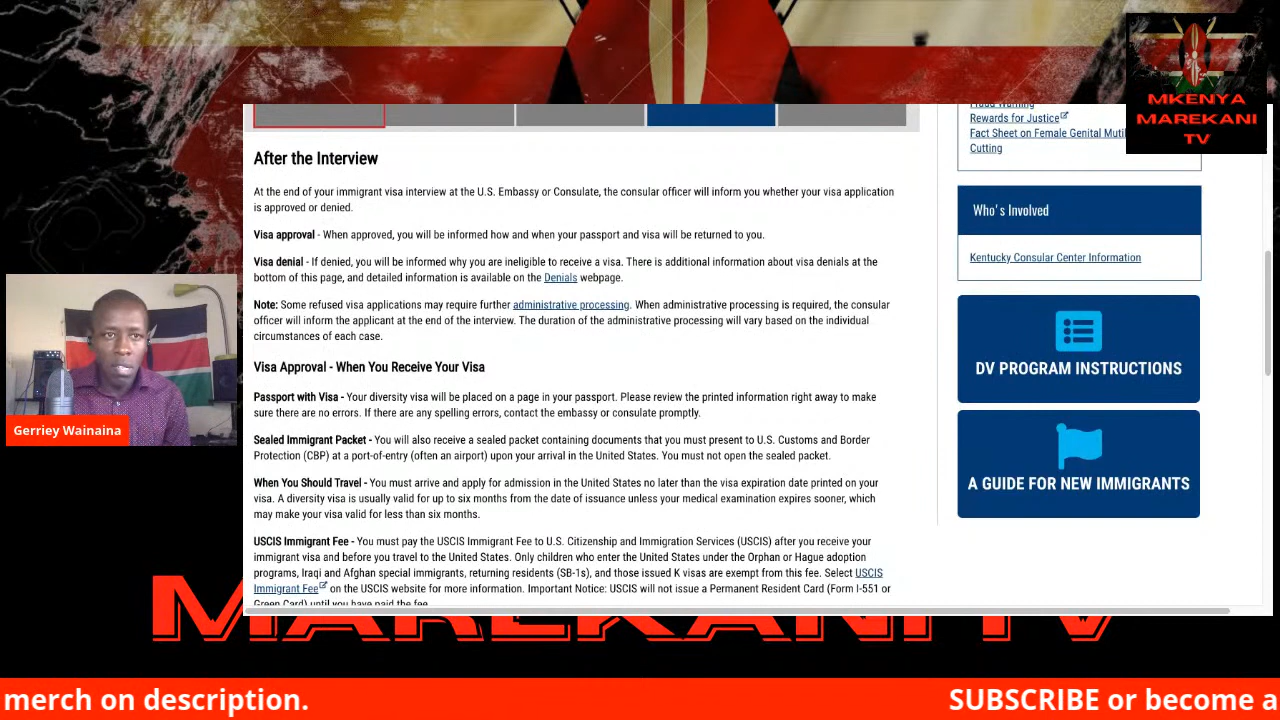 MKENYA
MAREKANI
TV
Fraud Warning
Rewards for Justice
Fact Sheet on Female Genital Mutil
Cutting
After the Interview
At the end of your immigrant visa interview at the U.S. Embassy or Consulate, the consular officer will inform you whether your visa application
is approved or denied.
Visa approval - When approved, you will be informed how and when your passport and visa will be returned to you.
Visa denial - If denied, you will be informed why you are ineligible to receive a visa. There is additional information about visa denials at the
bottom of this page, and detailed information is available on the Denials webpage.
Note: Some refused visa applications may require further administrative processing. When administrative processing is required, the consular
officer will inform the applicant at the end of the interview. The duration of the administrative processing will vary based on the individual
circumstances of each case.
Visa Approval - When You Receive Your Visa
Passport with Visa - Your diversity visa will be placed on a page in your passport. Please review the printed information right away to make
sure there are no errors. If there are any spelling errors, contact the embassy or consulate promptly.
Sealed Immigrant Packet - You will also receive a sealed packet containing documents that you must present to U.S. Customs and Border
Protection (CBP) at a port-of-entry (often an airport) upon your arrival in the United States. You must not open the sealed packet.
When You Should Travel - You must arrive and apply for admission in the United States no later than the visa expiration date printed on your
visa. A diversity visa is usually valid for up to six months from the date of issuance unless your medical examination expires sooner, which
may make your visa valid for less than six months.
USCIS Immigrant Fee - You must pay the USCIS Immigrant Fee to U.S. Citizenship and Immigration Services (USCIS) after you receive your
immigrant visa and before you travel to the United States. Only children who enter the United States under the Orphan or Hague adoption
programs, Iraqi and Afghan special immigrants, returning residents (SB-1s), and those issued K visas are exempt from this fee. Select USCIS
Immigrant Fee on the USCIS website for more information. Important Notice: USCIS will not issue a Permanent Resident Card (Form I-551 or
Green Card) until you have paid the fee.
Who's Involved
Kentucky Consular Center Information
DV PROGRAM INSTRUCTIONS
A GUIDE FOR NEW IMMIGRANTS
Gerriey Wainaina
MAREKANI TV
merch on description.
SUBSCRIBE or become a